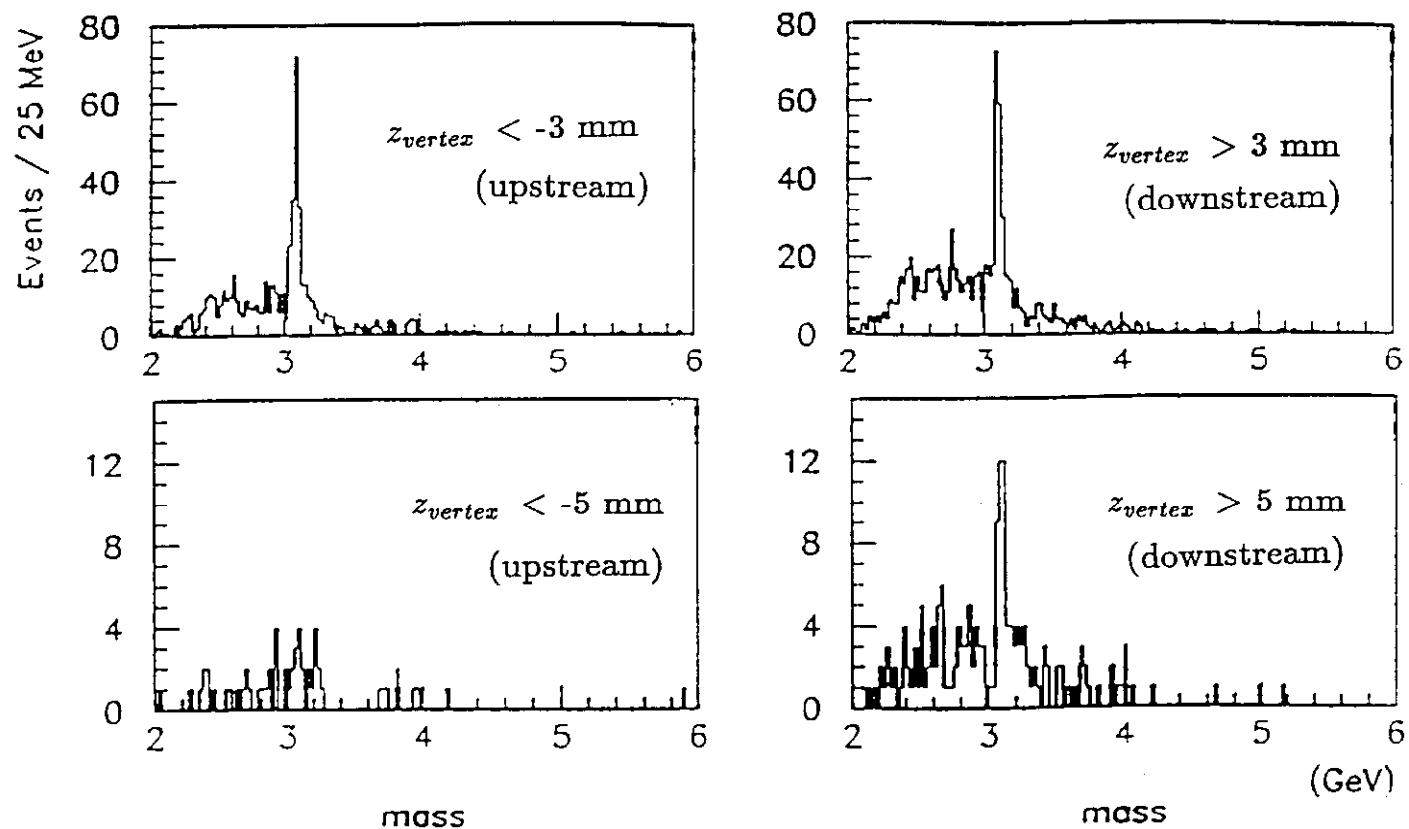 Events / 25 MeV
80
60
40
20
0
2 3 4 5 6
z_vertex < -3 mm
(upstream)
80
60
40
20
0
2 3 4 5 6
z_vertex > 3 mm
(downstream)
12
8
4
0
2 3 4 5 6
z_vertex < -5 mm
(upstream)
mass
12
8
4
0
2 3 4 5 6
z_vertex > 5 mm
(downstream)
(GeV)
mass